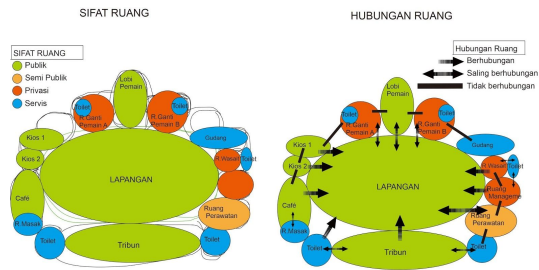 SIFAT RUANG
SIFAT RUANG
Publik
Semi Publik
Privasi
Servis
Lobi
Pemain
Toilet
R.Ganti
Pemain A
Toilet
R.Ganti
Pemain B
Kios 1
Kios 2
Gudang
R.Wasit
Toilet
LAPANGAN
Café
Ruang
Perawatan
R.Masak
Toilet
Tribun
Toilet
HUBUNGAN RUANG
Hubungan Ruang
Berhubungan
Saling berhubungan
Tidak berhubungan
Lobi
Pemain
Toilet
R.Ganti
Pemain A
Toilet
R.Ganti
Pemain B
Kios 1
Kios 2
Gudang
R.Wasit
Toilet
LAPANGAN
Ruang
Café
Ruang
Perawatan
R.Masak
Toilet
Tribun
Toilet